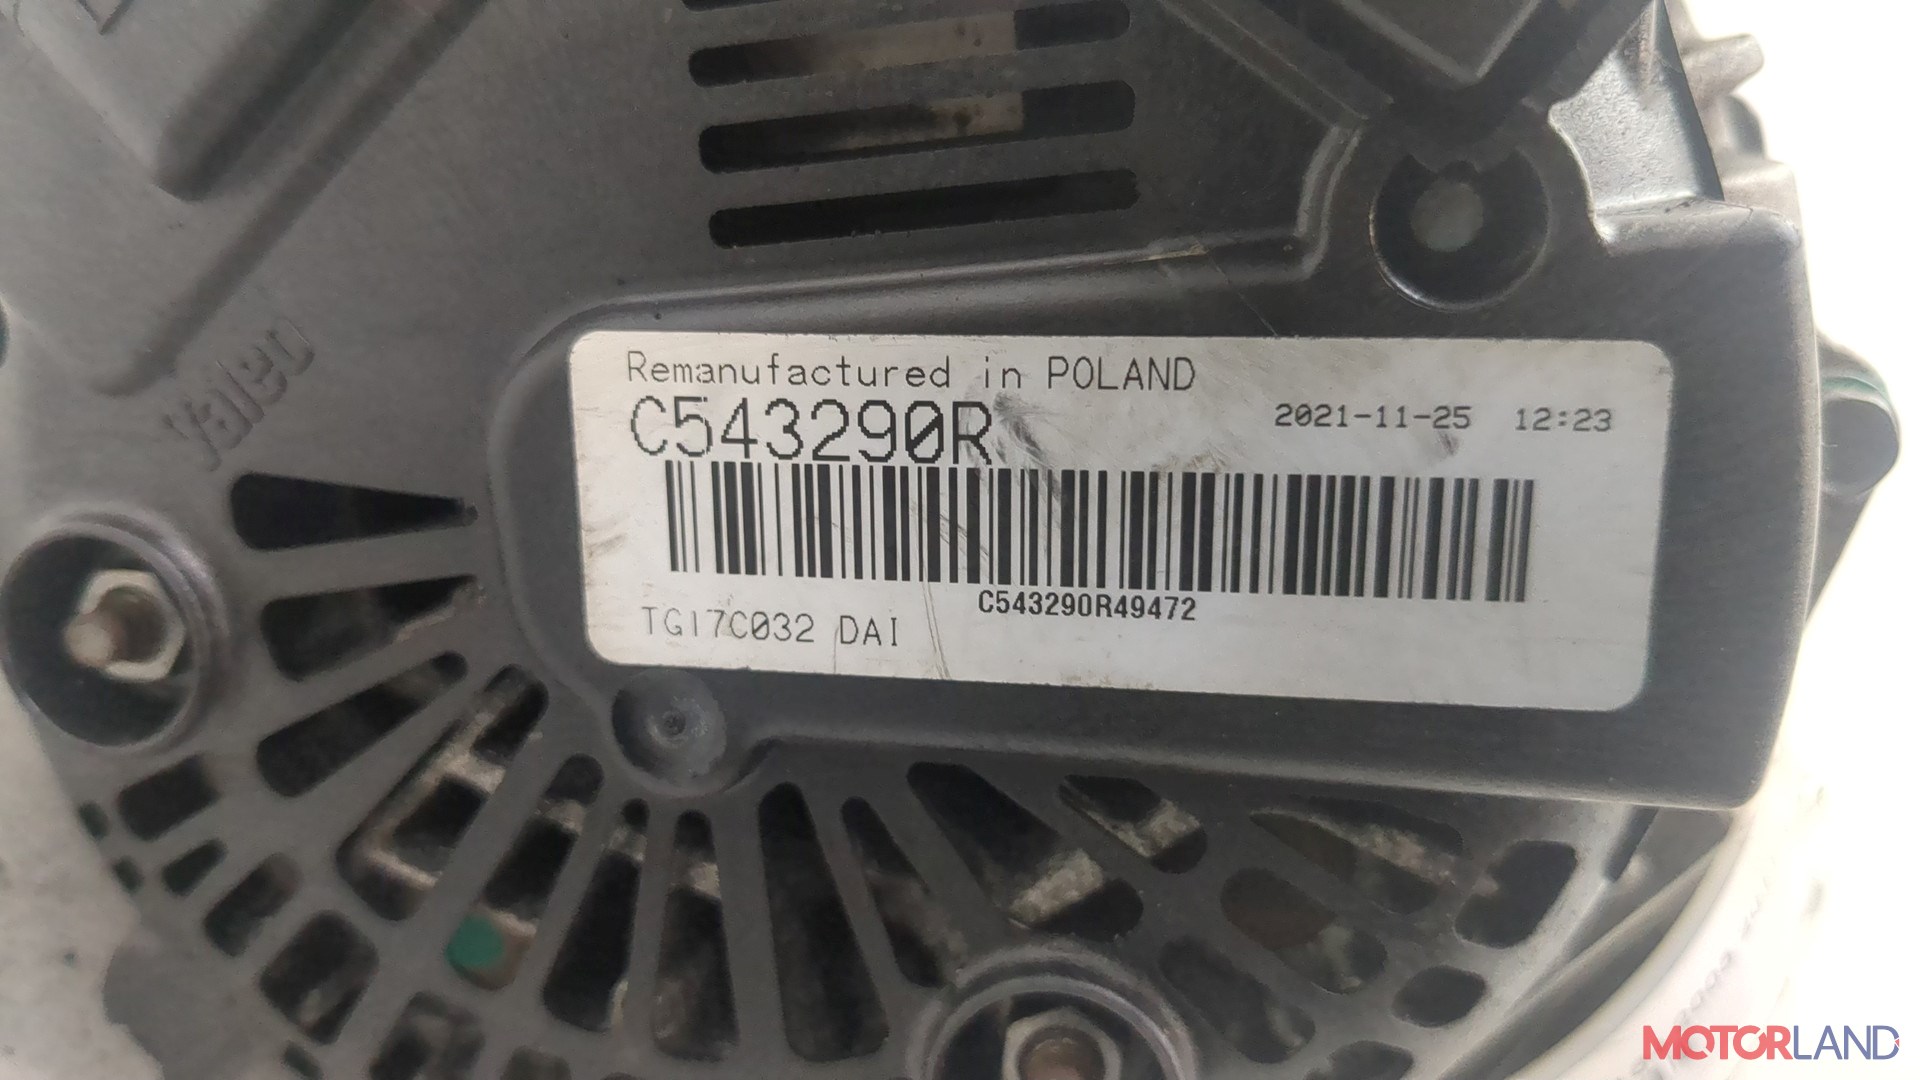 Valeo
Remanufactured in POLAND
C543290R
2021-11-25 12:23
C543290R49472
TG17C032 DAI
MOTORLAND